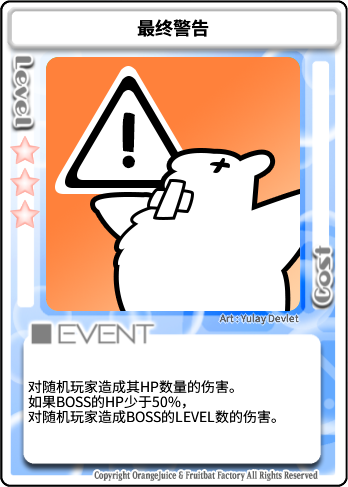 最终警告
Level
Cost
Art : Yulay Devlet
EVENT
对随机玩家造成其HP数量的伤害。
如果BOSS的HP少于50%，
对随机玩家造成BOSS的LEVEL数的伤害。
Copyright OrangeJuice & Fruitbat Factory All Rights Reserved